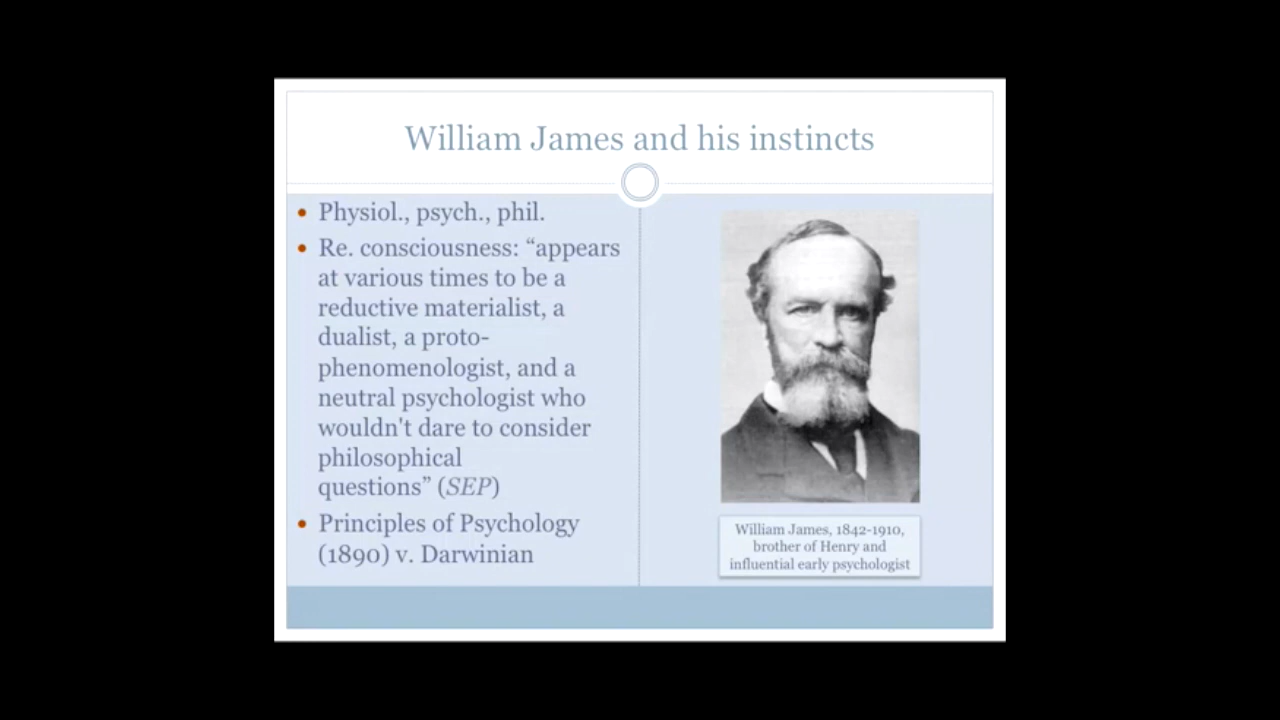 William James and his instincts
Physiol., psych., phil.
Re. consciousness: “appears
at various times to be a
reductive materialist, a
dualist, a proto-
phenomenologist, and a
neutral psychologist who
wouldn't dare to consider
philosophical
questions” (SEP)
Principles of Psychology
(1890) v. Darwinian
William James, 1842-1910,
brother of Henry and
influential early psychologist